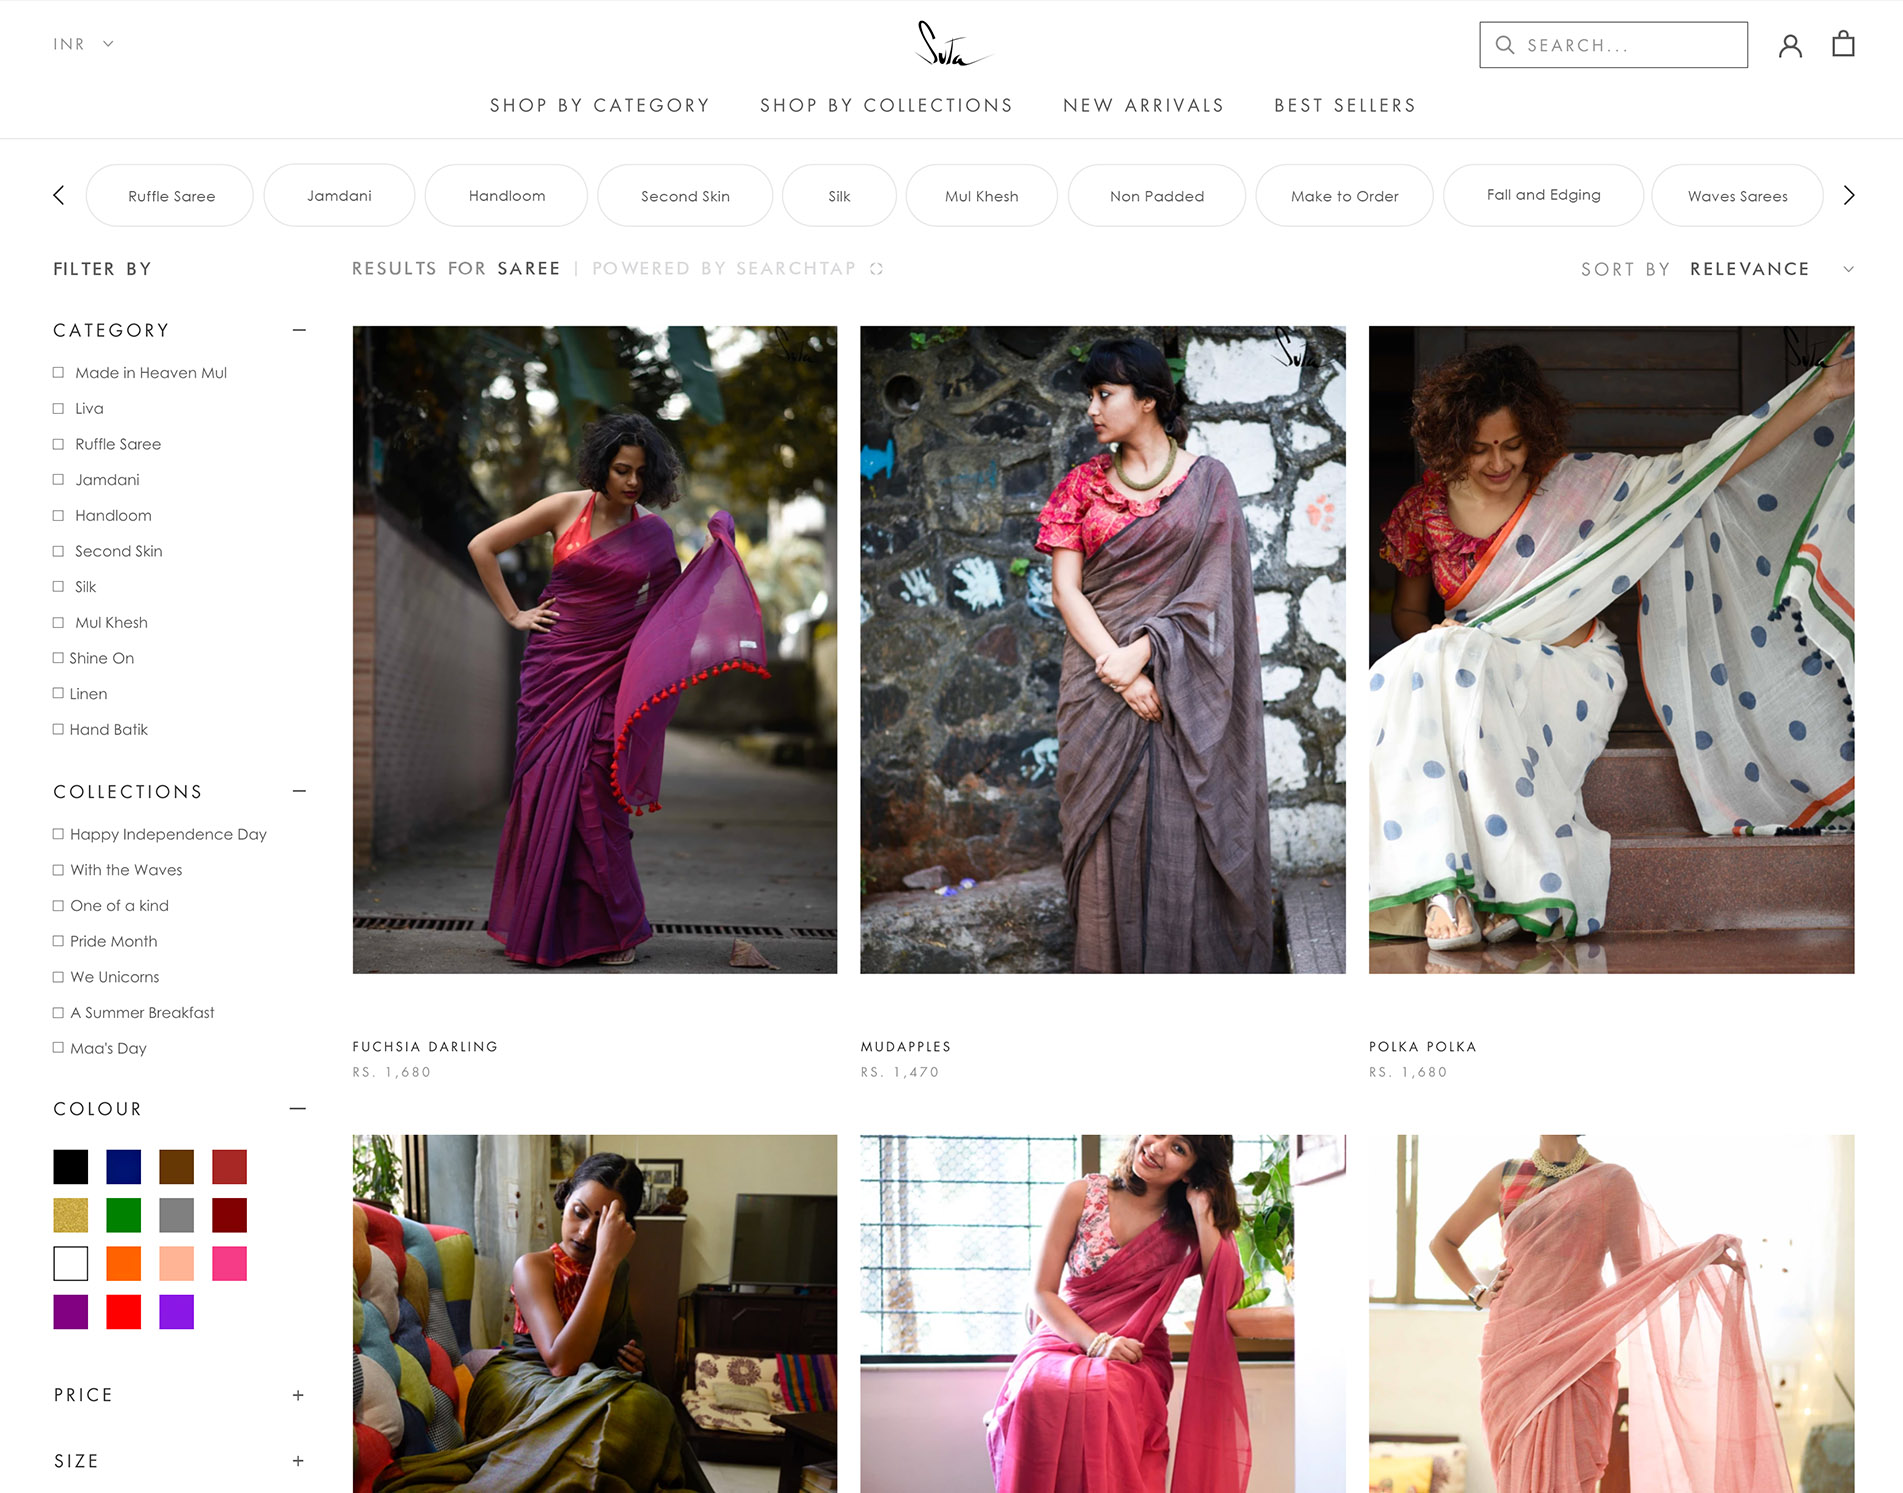 INR
Suta
SEARCH...
SHOP BY CATEGORY
SHOP BY COLLECTIONS
NEW ARRIVALS
BEST SELLERS
Ruffle Saree
Jamdani
Handloom
Second Skin
Silk
Mul Khesh
Non Padded
Make to Order
Fall and Edging
Waves Sarees
FILTER BY
RESULTS FOR SAREE | POWERED BY SEARCHTAP
SORT BY RELEVANCE
CATEGORY
Made in Heaven Mul
Liva
Ruffle Saree
Jamdani
Handloom
Second Skin
Silk
Mul Khesh
Shine On
Linen
Hand Batik
COLLECTIONS
Happy Independence Day
With the Waves
One of a kind
Pride Month
We Unicorns
A Summer Breakfast
Maa's Day
COLOUR
PRICE
SIZE
Suta
Suta
Suta
FUCHSIA DARLING
RS. 1,680
MUDAPPLES
RS. 1,470
POLKA POLKA
RS. 1,680